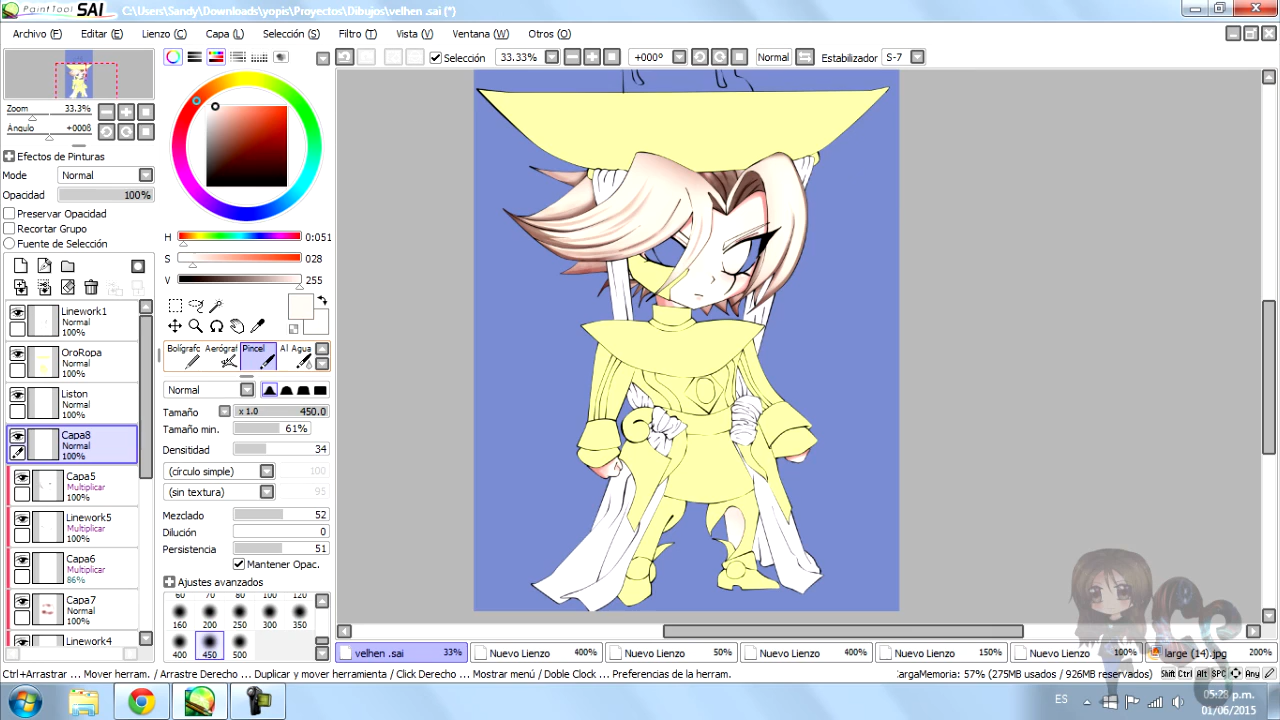 PaintTool SAI C:\Users\Sandy\Downloads\yopis\Proyectos\Dibujos\velhen .sai (*)
Archivo (F) Editar (E) Lienzo (C) Capa (L) Selección (S) Filtro (T) Vista (V) Ventana (W) Otros (O)
Selección 33.33% +000° Normal Estabilizador S-7
Zoom 33.3%
Ángulo +000ß
Efectos de Pinturas
Mode Normal
Opacidad 100%
Preservar Opacidad
Recortar Grupo
Fuente de Selección
Linework1
Normal
100%
OroRopa
Normal
100%
Liston
Normal
100%
Capa8
Normal
100%
Capa5
Multiplicar
100%
Linework5
Multiplicar
100%
Capa6
Multiplicar
86%
Capa7
Normal
100%
Linework4
H 0:051
S 028
V 255
Bolígrafc Aerógraf Pincel Al Agua
Normal
Tamaño x 1.0 450.0
Tamaño min. 61%
Densitidad 34
(círculo simple) 100
(sin textura) 95
Mezclado 52
Dilución 0
Persistencia 51
Mantener Opac.
Ajustes avanzados
60 70 80 100 120
160 200 250 300 350
400 450 500
velhen .sai 33% Nuevo Lienzo 400% Nuevo Lienzo 50% Nuevo Lienzo 400% Nuevo Lienzo 150% Nuevo Lienzo 100% large (14).jpg 200%
Ctrl+Arrastrar ... Mover herram. / Arrastre Derecho ... Duplicar y mover herramienta / Click Derecho ... Mostrar menú / Doble Clock ... Preferencias de la herram. :argaMemoria: 57% (275MB usados / 926MB reservados) Shift Ctrl Alt SPC Any
ES 05:28 p.m.
01/06/2015